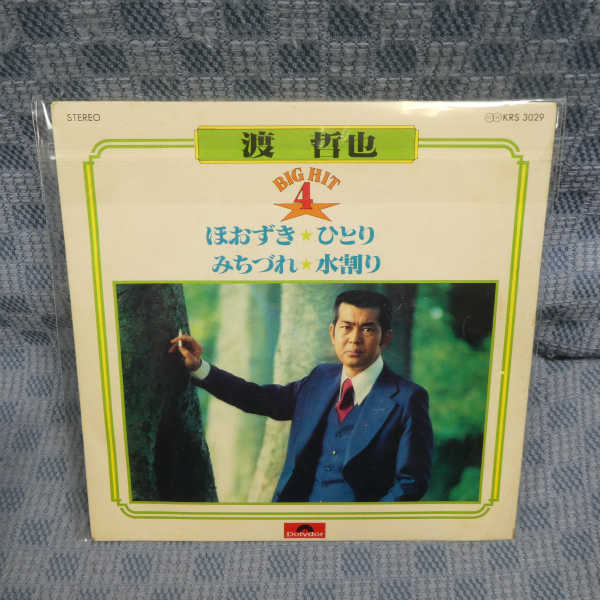 STEREO
KRS 3029
渡 哲也
BIG HIT
4
ほおずき★ひとり
みちづれ★水割り
Polydor